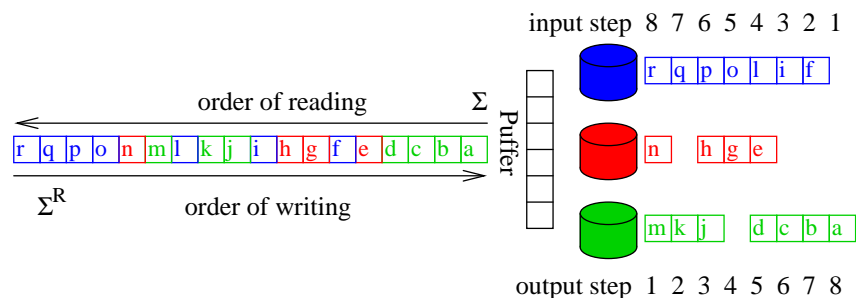 input step 8 7 6 5 4 3 2 1
r q p o l i f
order of reading Σ
r q p o n m l k j i h g f e d c b a
Σ^R order of writing
Puffer
n h g e
m k j d c b a
output step 1 2 3 4 5 6 7 8